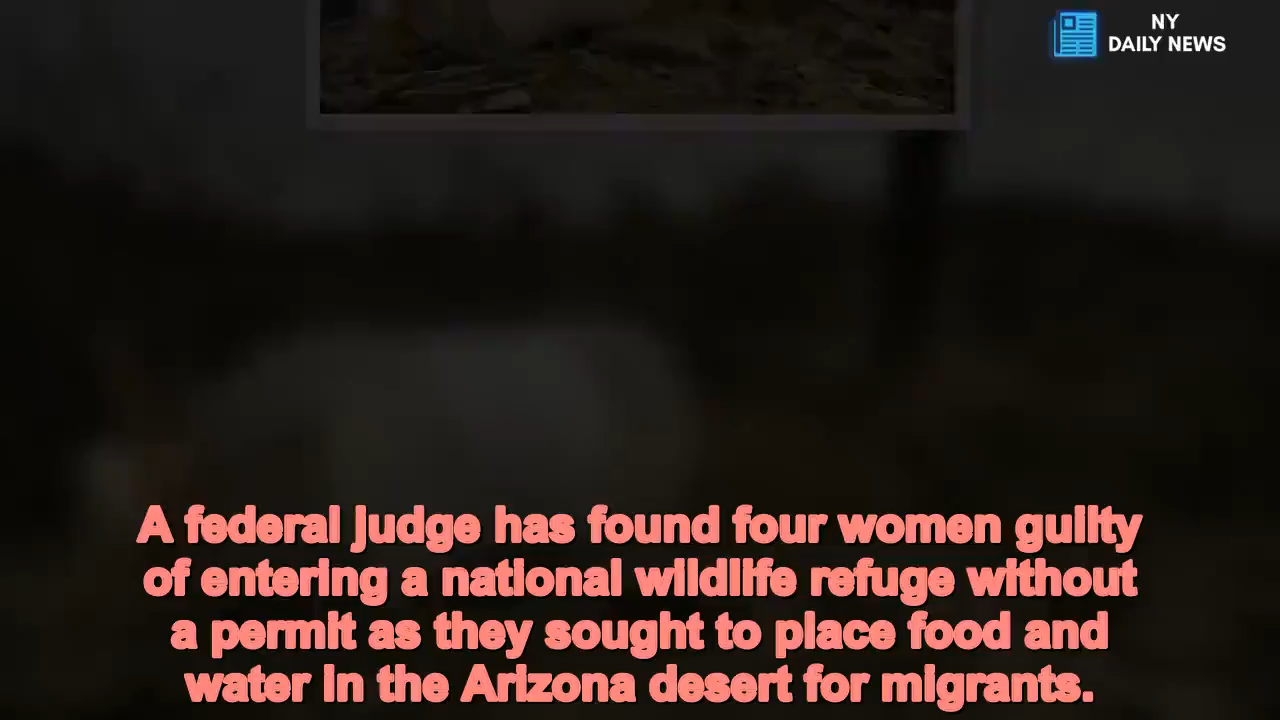 NY
DAILY NEWS
A federal judge has found four women guilty
of entering a national wildlife refuge without
a permit as they sought to place food and
water in the Arizona desert for migrants.